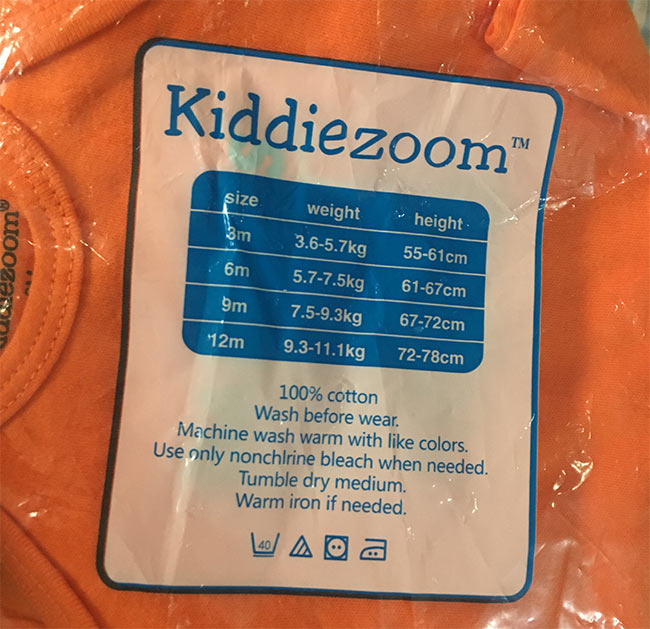 Kiddiezoom™
size weight height
3m 3.6-5.7kg 55-61cm
6m 5.7-7.5kg 61-67cm
9m 7.5-9.3kg 67-72cm
12m 9.3-11.1kg 72-78cm
100% cotton
Wash before wear.
Machine wash warm with like colors.
Use only nonchlrine bleach when needed.
Tumble dry medium.
Warm iron if needed.
40